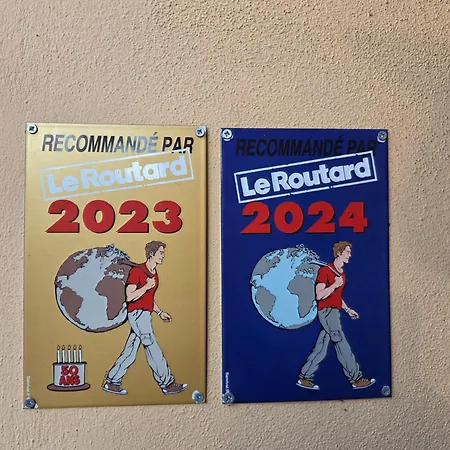 RECOMMANDÉ PAR
Le Routard
2023
50
ANS
RECOMMANDÉ PAR
Le Routard
2024